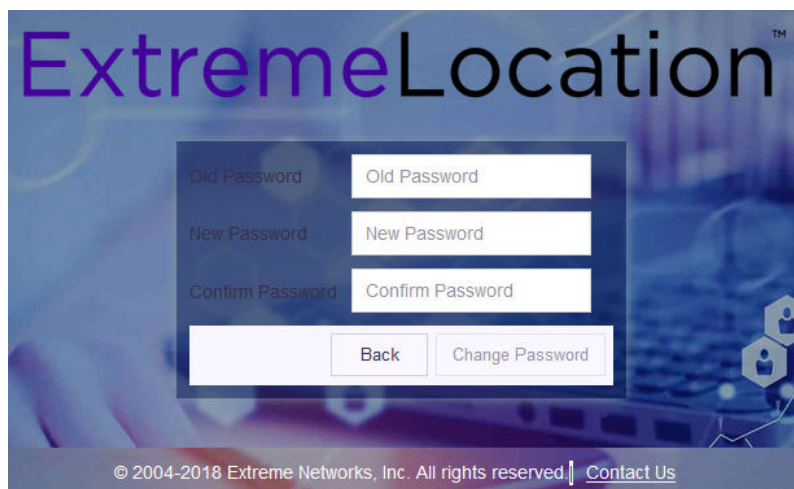 ExtremeLocation™
Old Password Old Password
New Password New Password
Confirm Password Confirm Password
Back Change Password
© 2004-2018 Extreme Networks, Inc. All rights reserved.| Contact Us